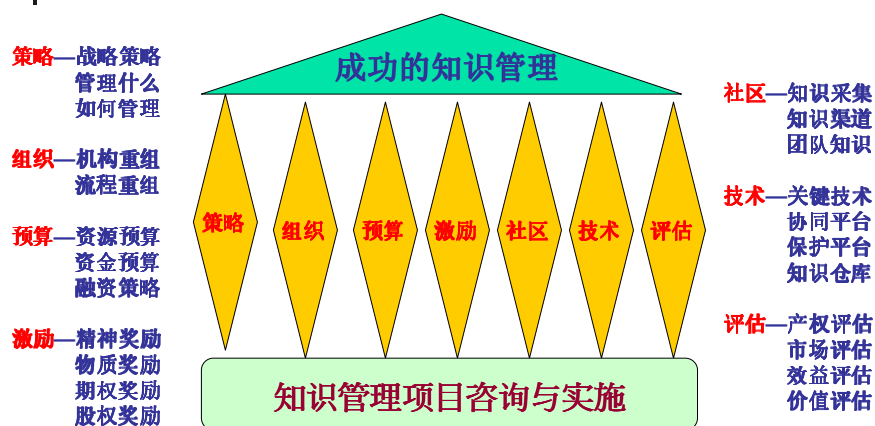 成功的知识管理
策略—战略策略
管理什么
如何管理
组织—机构重组
流程重组
预算—资源预算
资金预算
融资策略
激励—精神奖励
物质奖励
期权奖励
股权奖励
策略
组织
预算
激励
社区
技术
评估
社区—知识采集
知识渠道
团队知识
技术—关键技术
协同平台
保护平台
知识仓库
评估—产权评估
市场评估
效益评估
价值评估
知识管理项目咨询与实施